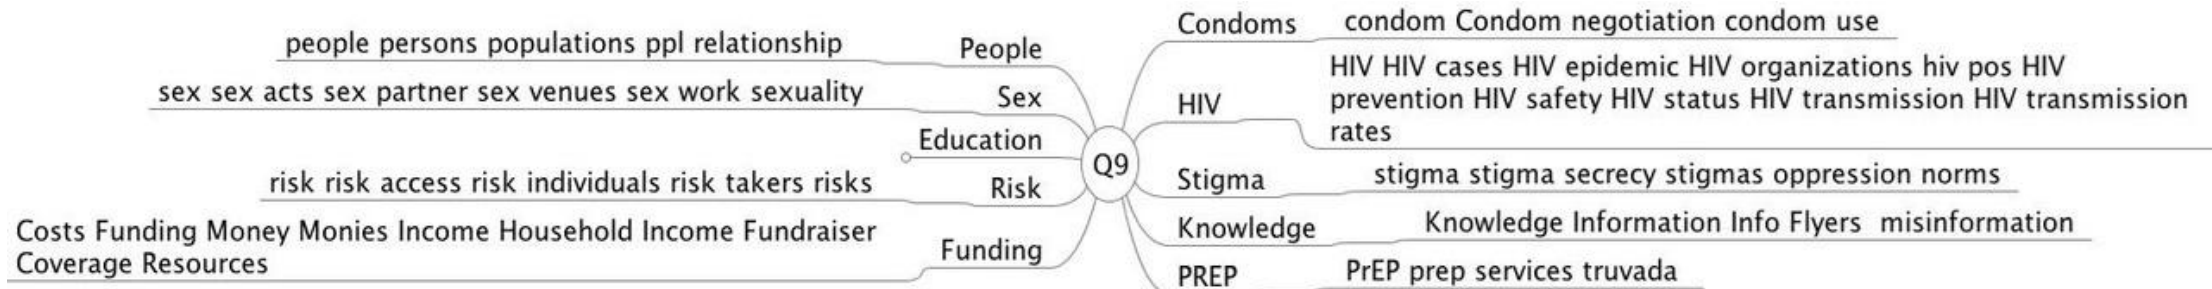 people persons populations ppl relationship
People
sex sex acts sex partner sex venues sex work sexuality
Sex
Education
risk risk access risk individuals risk takers risks
Risk
Costs Funding Money Monies Income Household Income Fundraiser
Coverage Resources
Funding
Q9
Condoms
condom Condom negotiation condom use
HIV
HIV HIV cases HIV epidemic HIV organizations hiv pos HIV
prevention HIV safety HIV status HIV transmission HIV transmission
rates
Stigma
stigma stigma secrecy stigmas oppression norms
Knowledge
Knowledge Information Info Flyers  misinformation
PREP
PrEP prep services truvada